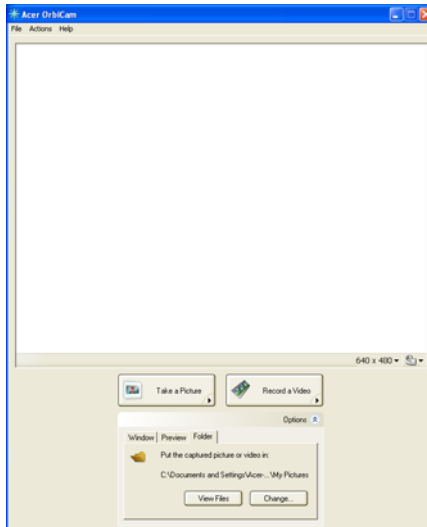 Acer OrbiCam
File Actions Help
640 x 480
Take a Picture Record a Video
Options
Window Preview Folder
Put the captured picture or video in:
C:\Documents and Settings\Acer-...\My Pictures
View Files Change...